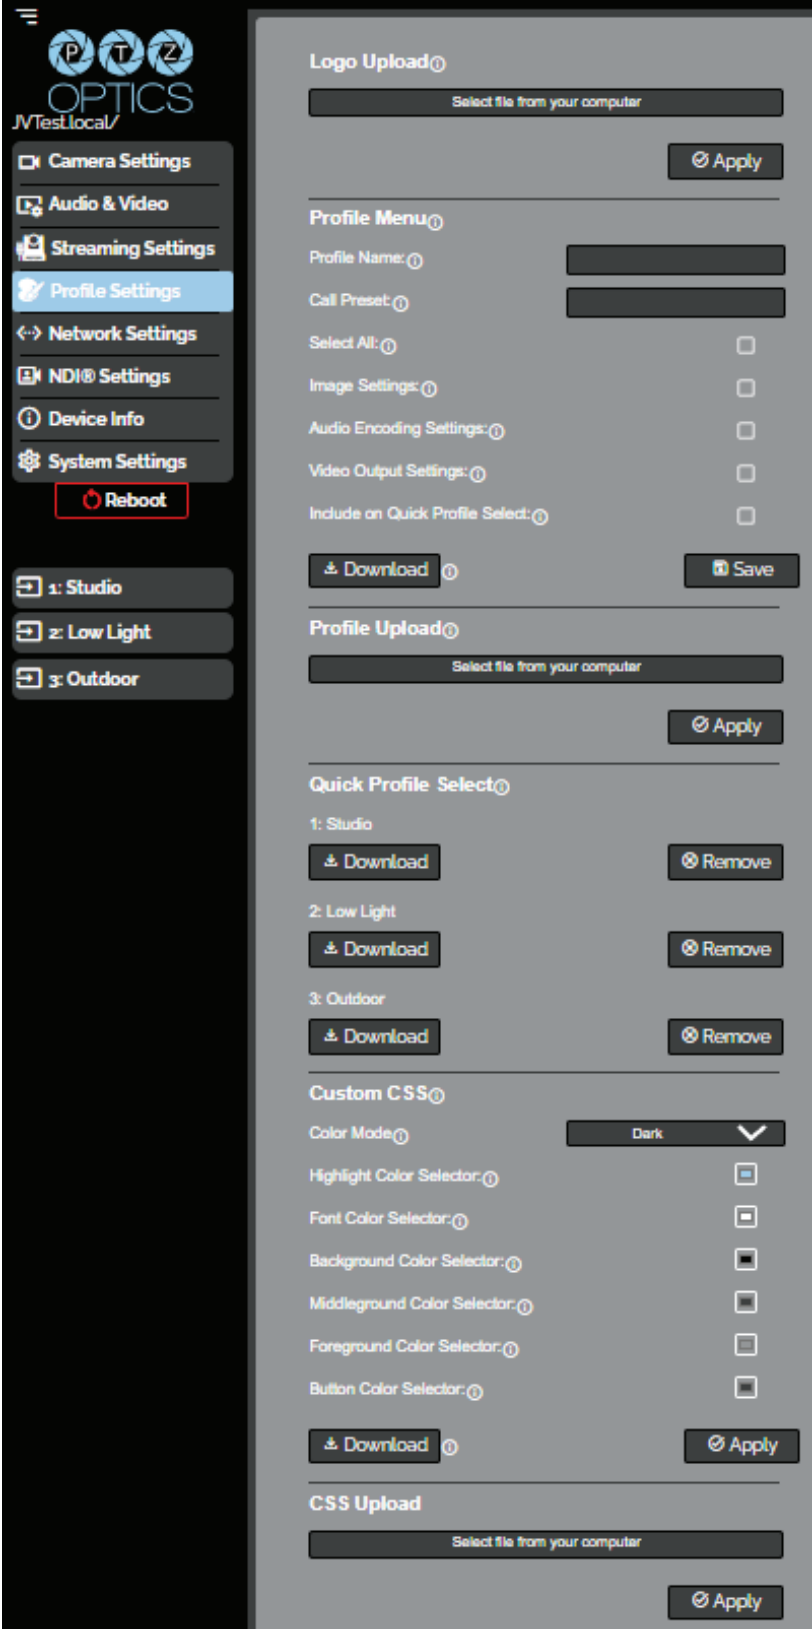 PTZ
OPTICS
JVTest.local/
Camera Settings
Audio & Video
Streaming Settings
Profile Settings
Network Settings
NDI® Settings
Device Info
System Settings
Reboot
1: Studio
2: Low Light
3: Outdoor
Logo Upload
Select file from your computer
Apply
Profile Menu
Profile Name:
Call Preset:
Select All:
Image Settings:
Audio Encoding Settings:
Video Output Settings:
Include on Quick Profile Select:
Download
Save
Profile Upload
Select file from your computer
Apply
Quick Profile Select
1: Studio
Download
Remove
2: Low Light
Download
Remove
3: Outdoor
Download
Remove
Custom CSS
Color Mode
Dark
Highlight Color Selector:
Font Color Selector:
Background Color Selector:
Middleground Color Selector:
Foreground Color Selector:
Button Color Selector:
Download
Apply
CSS Upload
Select file from your computer
Apply